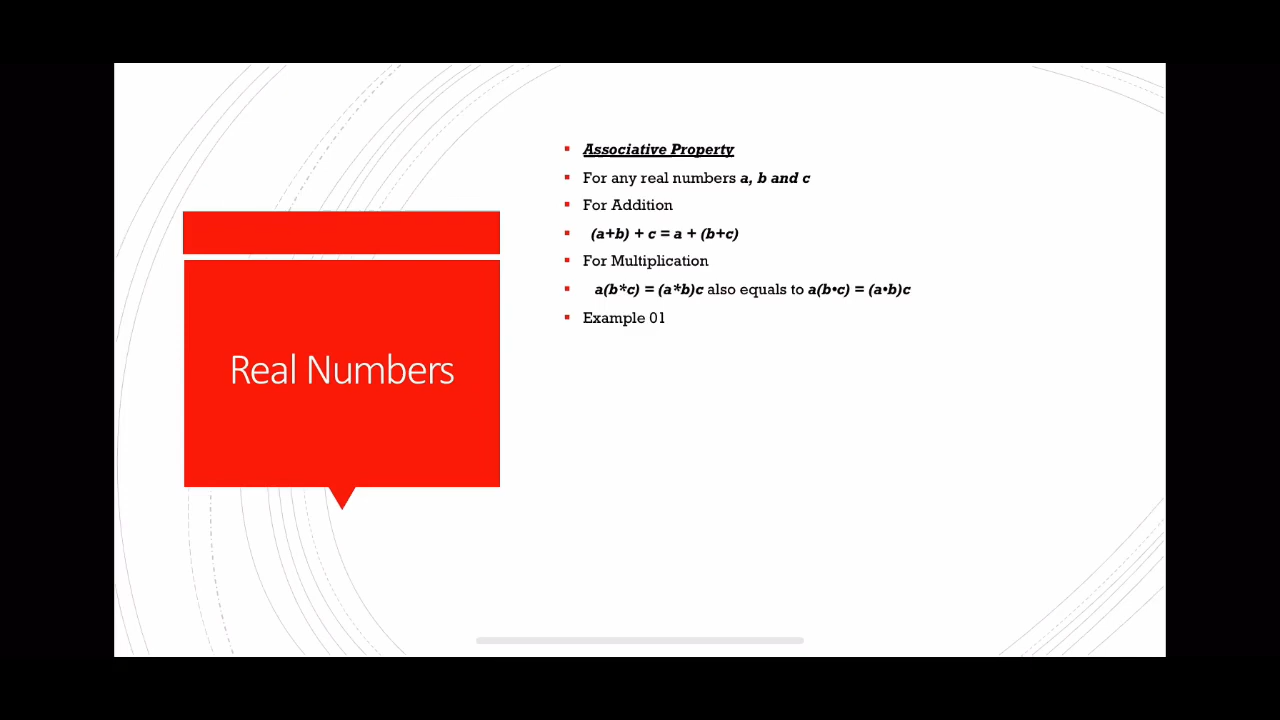 Real Numbers
Associative Property
For any real numbers a, b and c
For Addition
(a+b) + c = a + (b+c)
For Multiplication
a(b*c) = (a*b)c also equals to a(b•c) = (a•b)c
Example 01